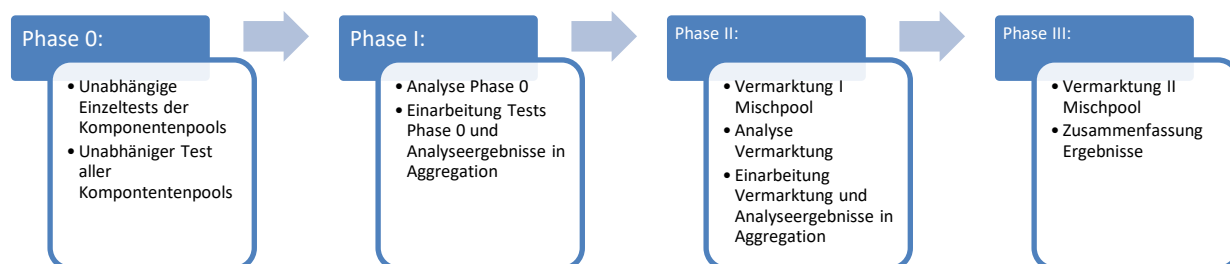 Phase 0:
• Unabhängige
Einzeltests der
Komponentenpools
• Unabhäniger Test
aller
Kompontentenpools
Phase I:
• Analyse Phase 0
• Einarbeitung Tests
Phase 0 und
Analyseergebnisse in
Aggregation
Phase II:
• Vermarktung I
Mischpool
• Analyse
Vermarktung
• Einarbeitung
Vermarktung und
Analyseergebnisse in
Aggregation
Phase III:
• Vermarktung II
Mischpool
• Zusammenfassung
Ergebnisse